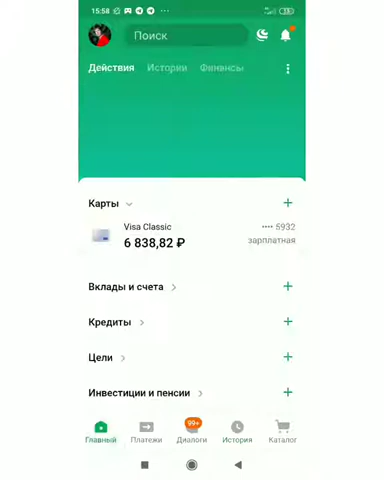 15:58
Поиск
Действия Истории Финансы
Карты
Visa Classic •••• 5932
6 838,82 ₽ зарплатная
Вклады и счета
Кредиты
Цели
Инвестиции и пенсии
99+
Главный Платежи Диалоги История Каталог